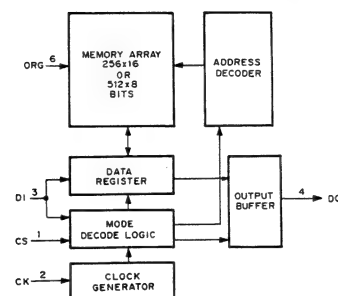 MEMORY ARRAY
256x16
OR
512x8
BITS
ADDRESS
DECODER
ORG 6
DATA
REGISTER
DI 3
MODE
DECODE LOGIC
OUTPUT
BUFFER
4 DO
CS 1
CK 2
CLOCK
GENERATOR